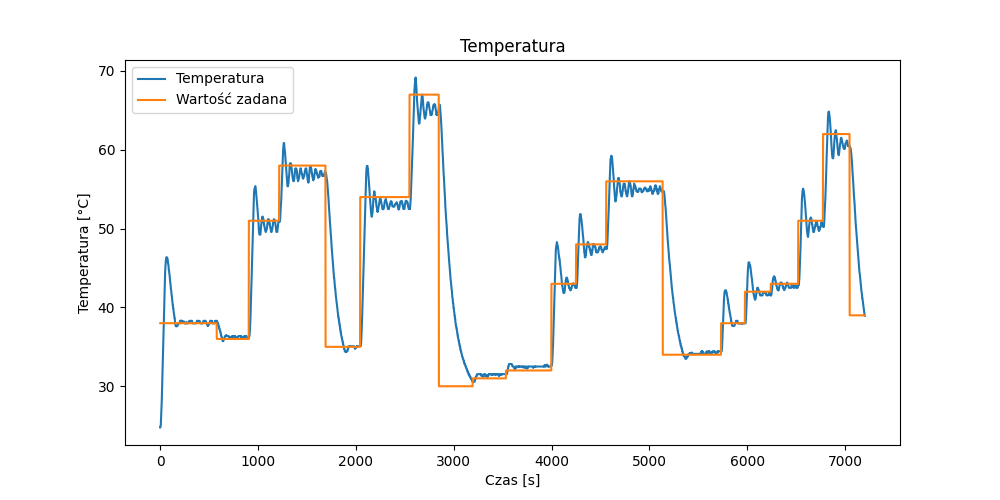 Temperatura
Temperatura
Wartość zadana
70
60
50
40
30
Temperatura [°C]
0 1000 2000 3000 4000 5000 6000 7000
Czas [s]